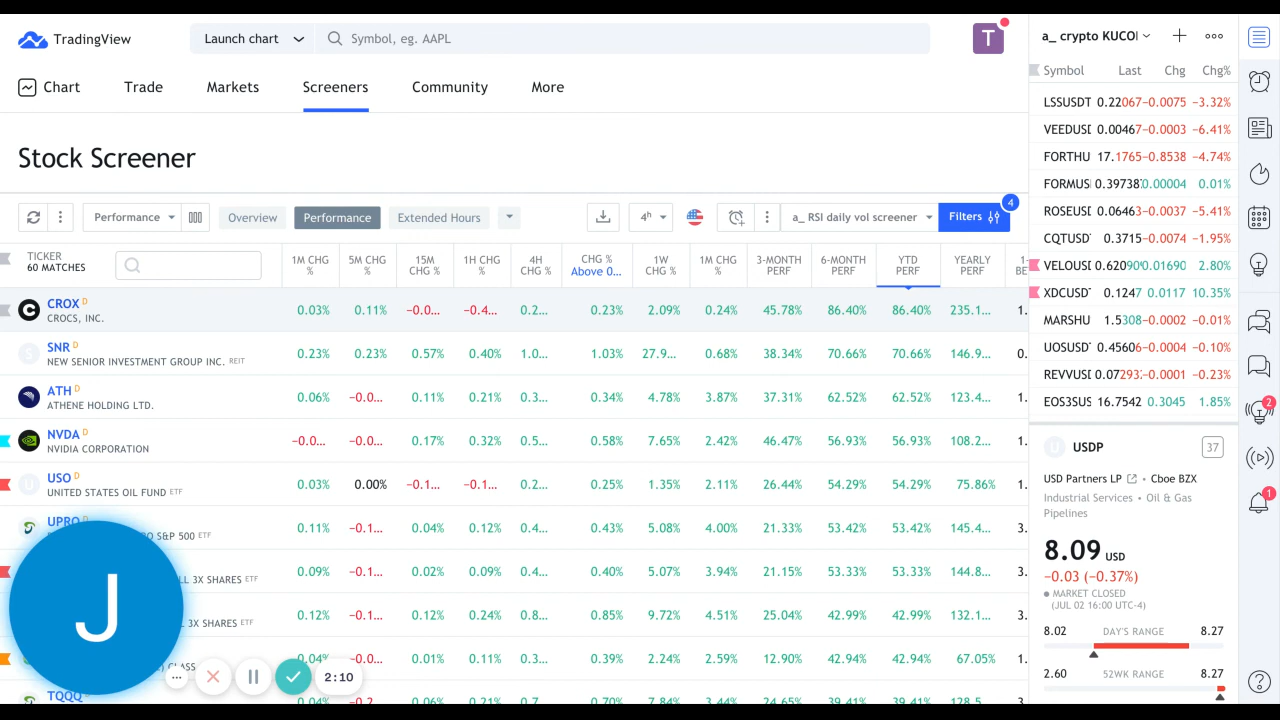 TradingView
Launch chart
Symbol, eg. AAPL
T
Chart
Trade
Markets
Screeners
Community
More
Stock Screener
Performance
Overview
Performance
Extended Hours
4h
a_ RSI daily vol screener
Filters
4
TICKER
60 MATCHES
1M CHG %
5M CHG %
15M CHG %
1H CHG %
4H CHG %
CHG % Above 0...
1W CHG %
1M CHG %
3-MONTH PERF
6-MONTH PERF
YTD PERF
YEARLY PERF
CROX D
CROCS, INC.
0.03% 0.11% −0.0... −0.4... 0.2... 0.23% 2.09% 0.24% 45.78% 86.40% 86.40% 235.1... 1.
SNR D
NEW SENIOR INVESTMENT GROUP INC. REIT
0.23% 0.23% 0.57% 0.40% 1.0... 1.03% 27.9... 0.68% 38.34% 70.66% 70.66% 146.9... 0.
ATH D
ATHENE HOLDING LTD.
0.06% −0.0... 0.11% 0.21% 0.3... 0.34% 4.78% 3.87% 37.31% 62.52% 62.52% 123.4... 1.
NVDA D
NVIDIA CORPORATION
−0.0... −0.0... 0.17% 0.32% 0.5... 0.58% 7.65% 2.42% 46.47% 56.93% 56.93% 108.2... 1.
USO D
UNITED STATES OIL FUND ETF
0.03% 0.00% −0.1... −0.1... 0.2... 0.25% 1.35% 2.11% 26.44% 54.29% 54.29% 75.86% 1.
UPRO D
O S&P 500 ETF
0.11% −0.1... 0.04% 0.12% 0.4... 0.43% 5.08% 4.00% 21.33% 53.42% 53.42% 145.4... 3.
LL 3X SHARES ETF
0.09% −0.1... 0.02% 0.09% 0.4... 0.40% 5.07% 3.94% 21.15% 53.33% 53.33% 144.8... 3.
3X SHARES ETF
0.12% −0.1... 0.12% 0.24% 0.8... 0.85% 9.72% 4.51% 25.04% 42.99% 42.99% 132.1... 3.
CLASS
0.04% −0.0... 0.01% 0.11% 0.3... 0.39% 2.24% 2.59% 12.90% 42.94% 42.94% 67.05% 1.
TQQQ
J
2:10
a_ crypto KUCOI
Symbol Last Chg Chg%
LSSUSDT 0.22067 −0.0075 −3.32%
VEEDUSI 0.00467 −0.0003 −6.41%
FORTHU 17.1765 −0.8538 −4.74%
FORMUSI 0.39738 0.00004 0.01%
ROSEUSI 0.06463 −0.0037 −5.41%
CQTUSDT 0.3715 −0.0074 −1.95%
VELOUSI 0.62090 0.01690 2.80%
XDCUSDT 0.1247 0.0117 10.35%
MARSHU 1.5308 −0.0002 −0.01%
UOSUSDT 0.45606 −0.0004 −0.10%
REVVUSI 0.07293 −0.0001 −0.23%
EOS3SUS 16.7542 0.3045 1.85%
U
USDP
37
USD Partners LP • Cboe BZX
Industrial Services • Oil & Gas
Pipelines
8.09 USD
−0.03 (−0.37%)
MARKET CLOSED
(JUL 02 16:00 UTC-4)
8.02 DAY'S RANGE 8.27
2.60 52WK RANGE 8.27
2
1